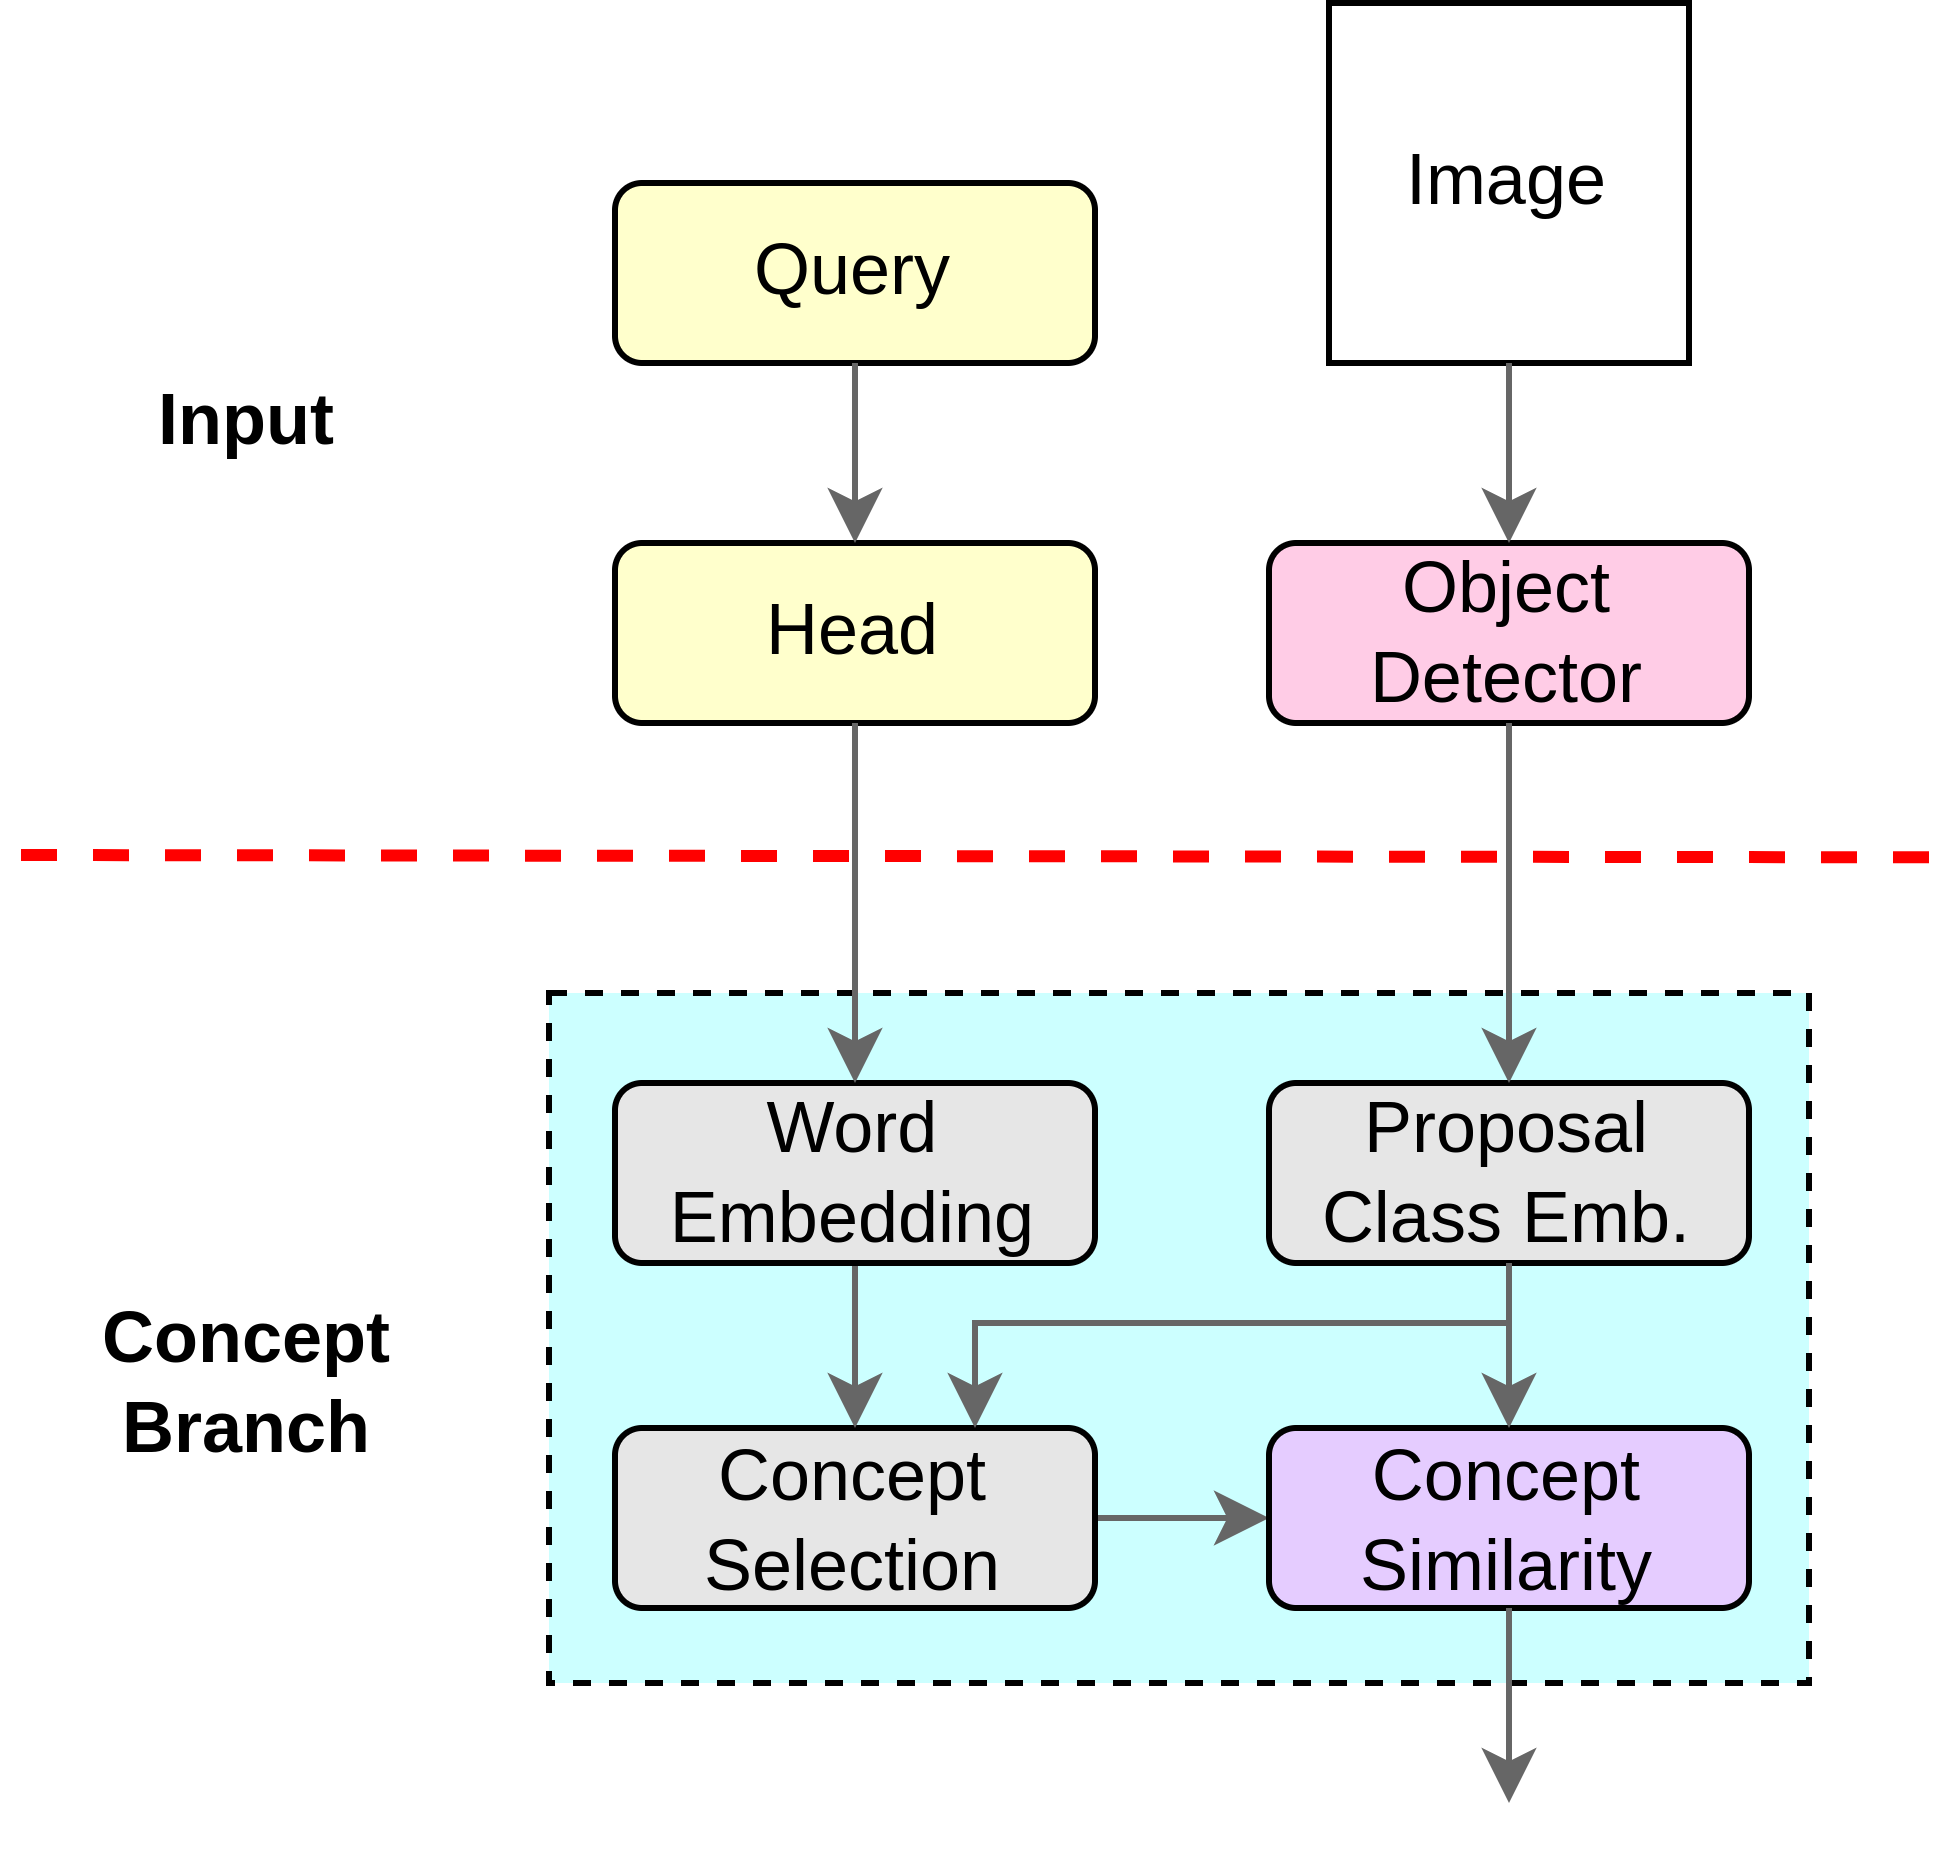 Image
Query
Input
Head
Object
Detector
Word
Embedding
Proposal
Class Emb.
Concept
Branch
Concept
Selection
Concept
Similarity